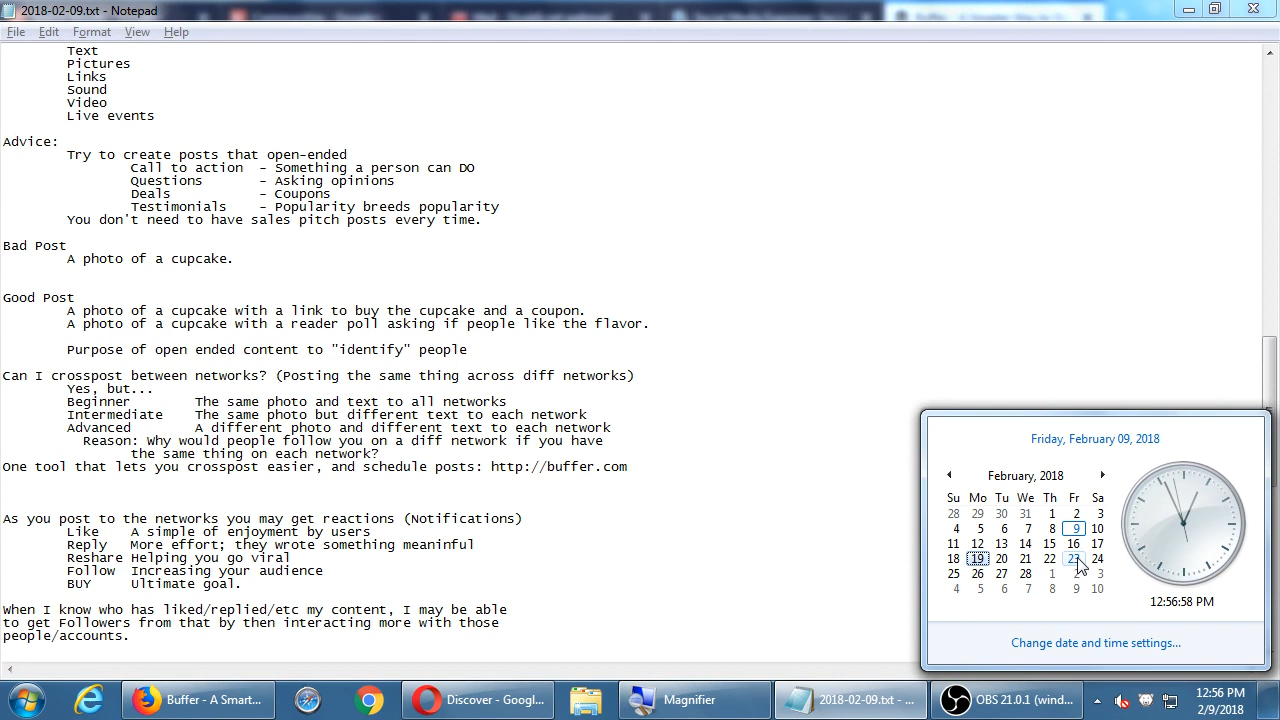 2018-02-09.txt - Notepad
File Edit Format View Help
Text
Pictures
Links
Sound
Video
Live events
Advice:
Try to create posts that open-ended
Call to action - Something a person can DO
Questions - Asking opinions
Deals - Coupons
Testimonials - Popularity breeds popularity
You don't need to have sales pitch posts every time.
Bad Post
A photo of a cupcake.
Good Post
A photo of a cupcake with a link to buy the cupcake and a coupon.
A photo of a cupcake with a reader poll asking if people like the flavor.
Purpose of open ended content to "identify" people
Can I crosspost between networks? (Posting the same thing across diff networks)
Yes, but...
Beginner The same photo and text to all networks
Intermediate The same photo but different text to each network
Advanced A different photo and different text to each network
Reason: Why would people follow you on a diff network if you have
the same thing on each network?
One tool that lets you crosspost easier, and schedule posts: http://buffer.com
As you post to the networks you may get reactions (Notifications)
Like A simple of enjoyment by users
Reply More effort; they wrote something meaninful
Reshare Helping you go viral
Follow Increasing your audience
BUY Ultimate goal.
When I know who has liked/replied/etc my content, I may be able
to get Followers from that by then interacting more with those
people/accounts.
Friday, February 09, 2018
February, 2018
Su Mo Tu We Th Fr Sa
28 29 30 31 1 2 3
4 5 6 7 8 9 10
11 12 13 14 15 16 17
18 19 20 21 22 23 24
25 26 27 28 1 2 3
4 5 6 7 8 9 10
12:56:58 PM
Change date and time settings...
Buffer - A Smart...
Discover - Googl...
Magnifier
2018-02-09.txt - ...
OBS 21.0.1 (wind...
12:56 PM
2/9/2018